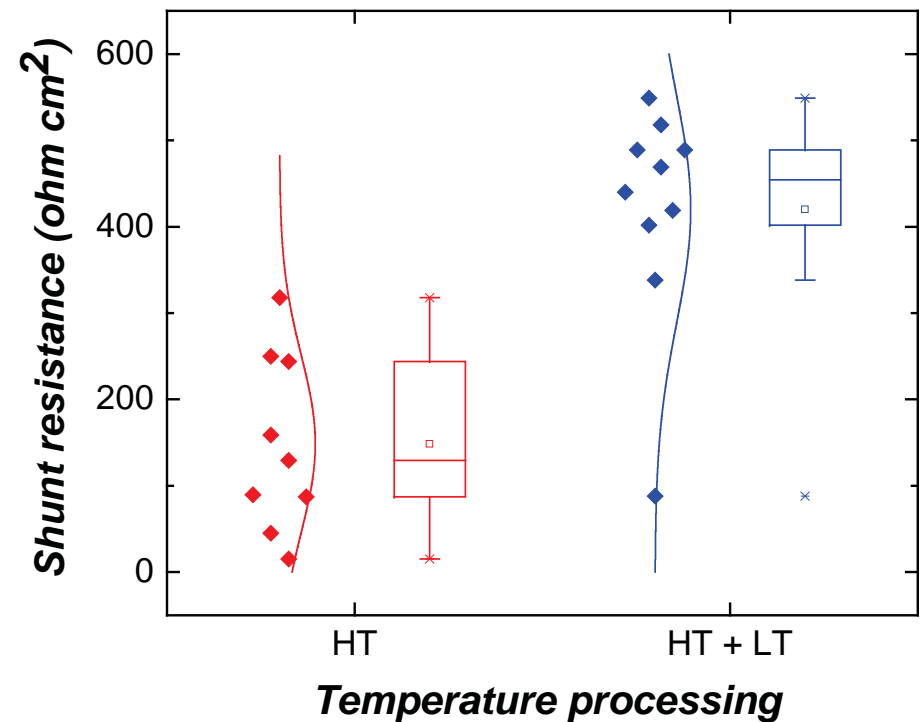 Shunt resistance (ohm cm²)
600
400
200
0
HT
HT + LT
Temperature processing